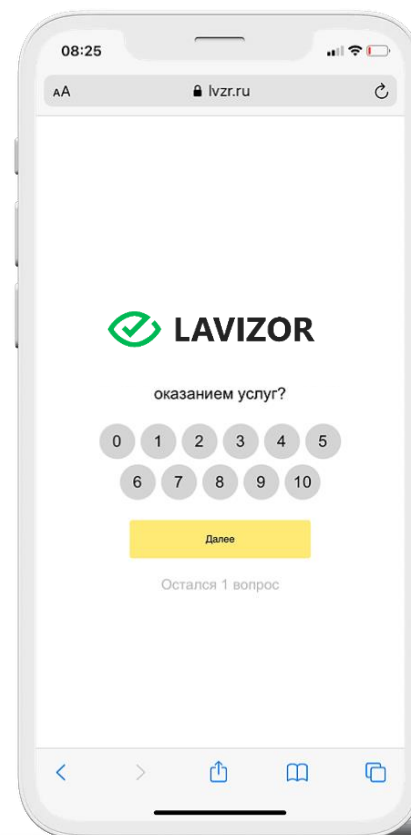 08:25
AA lvzr.ru
LAVIZOR
оказанием услуг?
0 1 2 3 4 5
6 7 8 9 10
Далее
Остался 1 вопрос